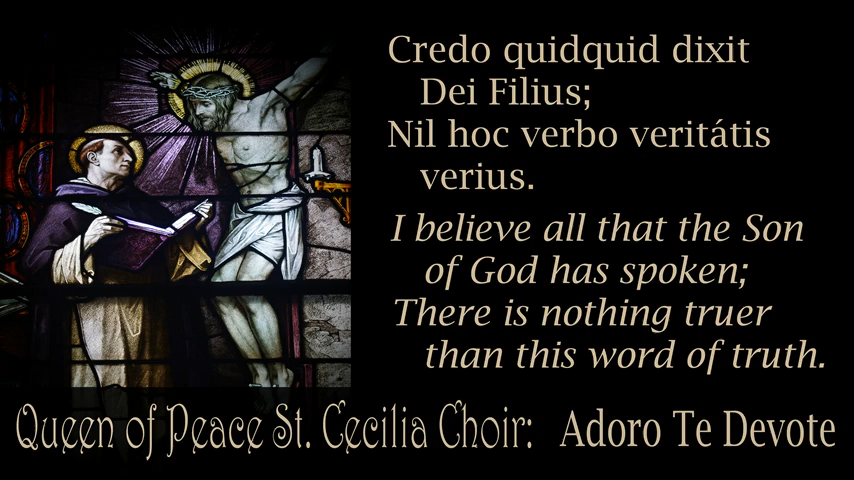 Credo quidquid dixit
Dei Filius;
Nil hoc verbo veritátis
verius.
I believe all that the Son
of God has spoken;
There is nothing truer
than this word of truth.
Queen of Peace St. Cecilia Choir: Adoro Te Devote